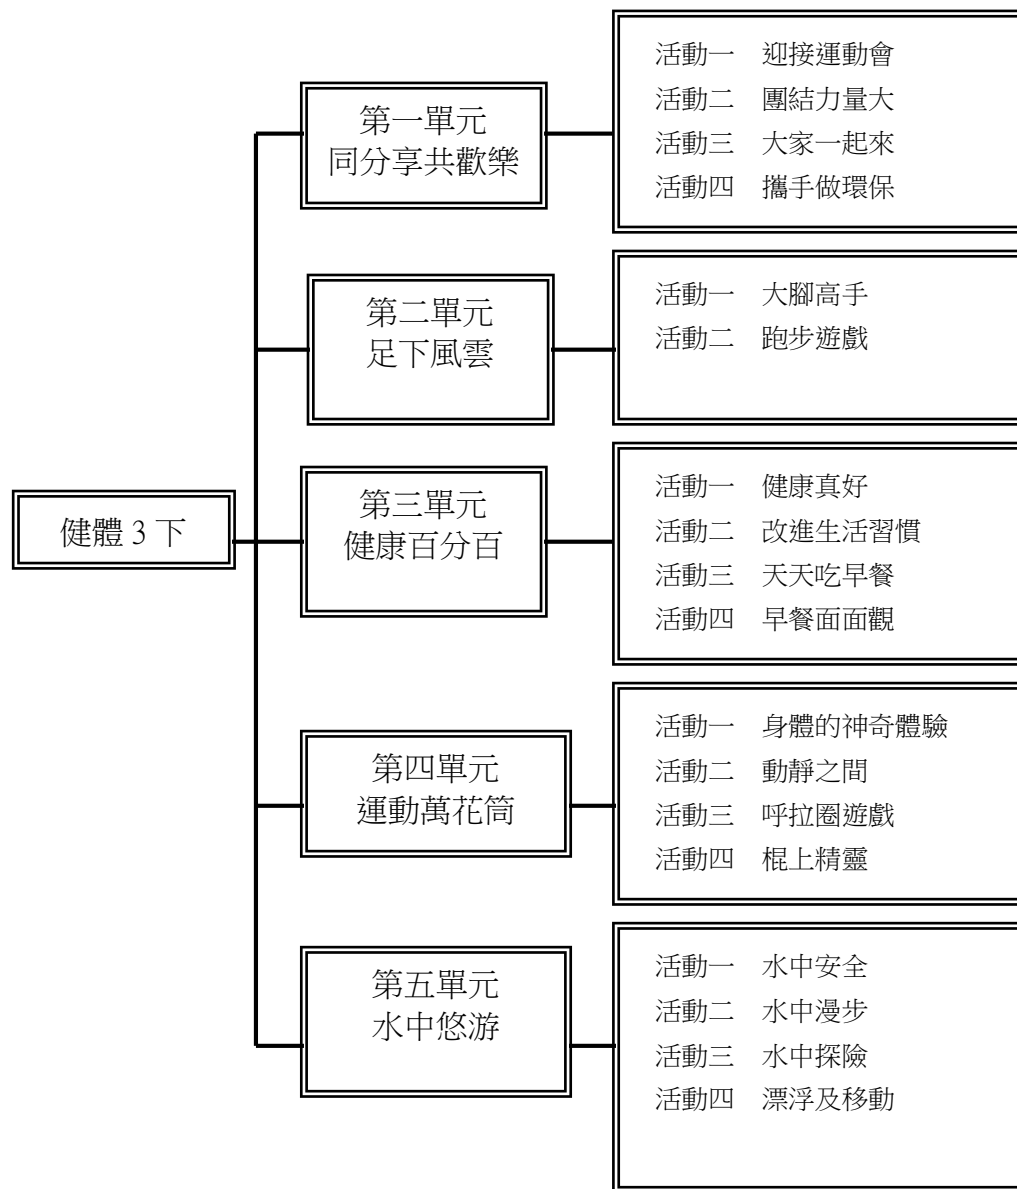 健體 3 下
第一單元
同分享共歡樂
活動一　迎接運動會
活動二　團結力量大
活動三　大家一起來
活動四　攜手做環保
第二單元
足下風雲
活動一　大腳高手
活動二　跑步遊戲
第三單元
健康百分百
活動一　健康真好
活動二　改進生活習慣
活動三　天天吃早餐
活動四　早餐面面觀
第四單元
運動萬花筒
活動一　身體的神奇體驗
活動二　動靜之間
活動三　呼拉圈遊戲
活動四　棍上精靈
第五單元
水中悠游
活動一　水中安全
活動二　水中漫步
活動三　水中探險
活動四　漂浮及移動